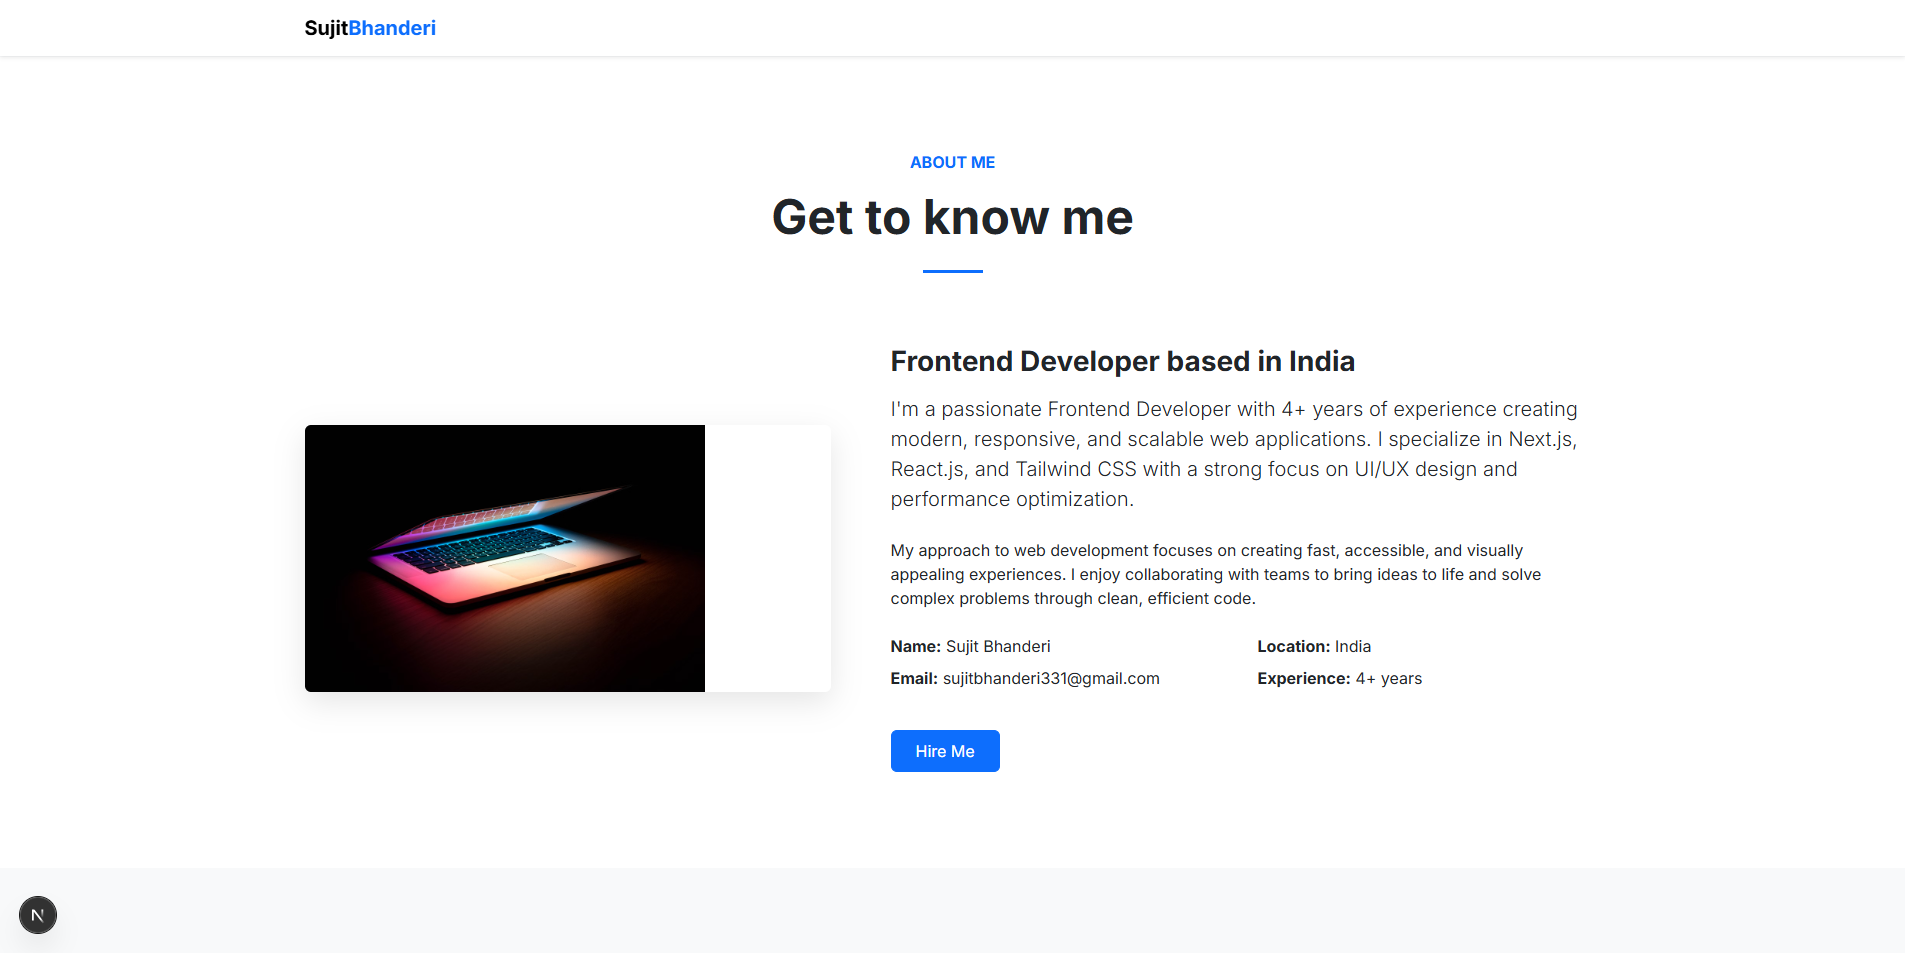 SujitBhanderi
ABOUT ME
Get to know me
Frontend Developer based in India
I'm a passionate Frontend Developer with 4+ years of experience creating
modern, responsive, and scalable web applications. I specialize in Next.js,
React.js, and Tailwind CSS with a strong focus on UI/UX design and
performance optimization.
My approach to web development focuses on creating fast, accessible, and visually
appealing experiences. I enjoy collaborating with teams to bring ideas to life and solve
complex problems through clean, efficient code.
Name: Sujit Bhanderi
Location: India
Email: sujitbhanderi331@gmail.com
Experience: 4+ years
Hire Me
N